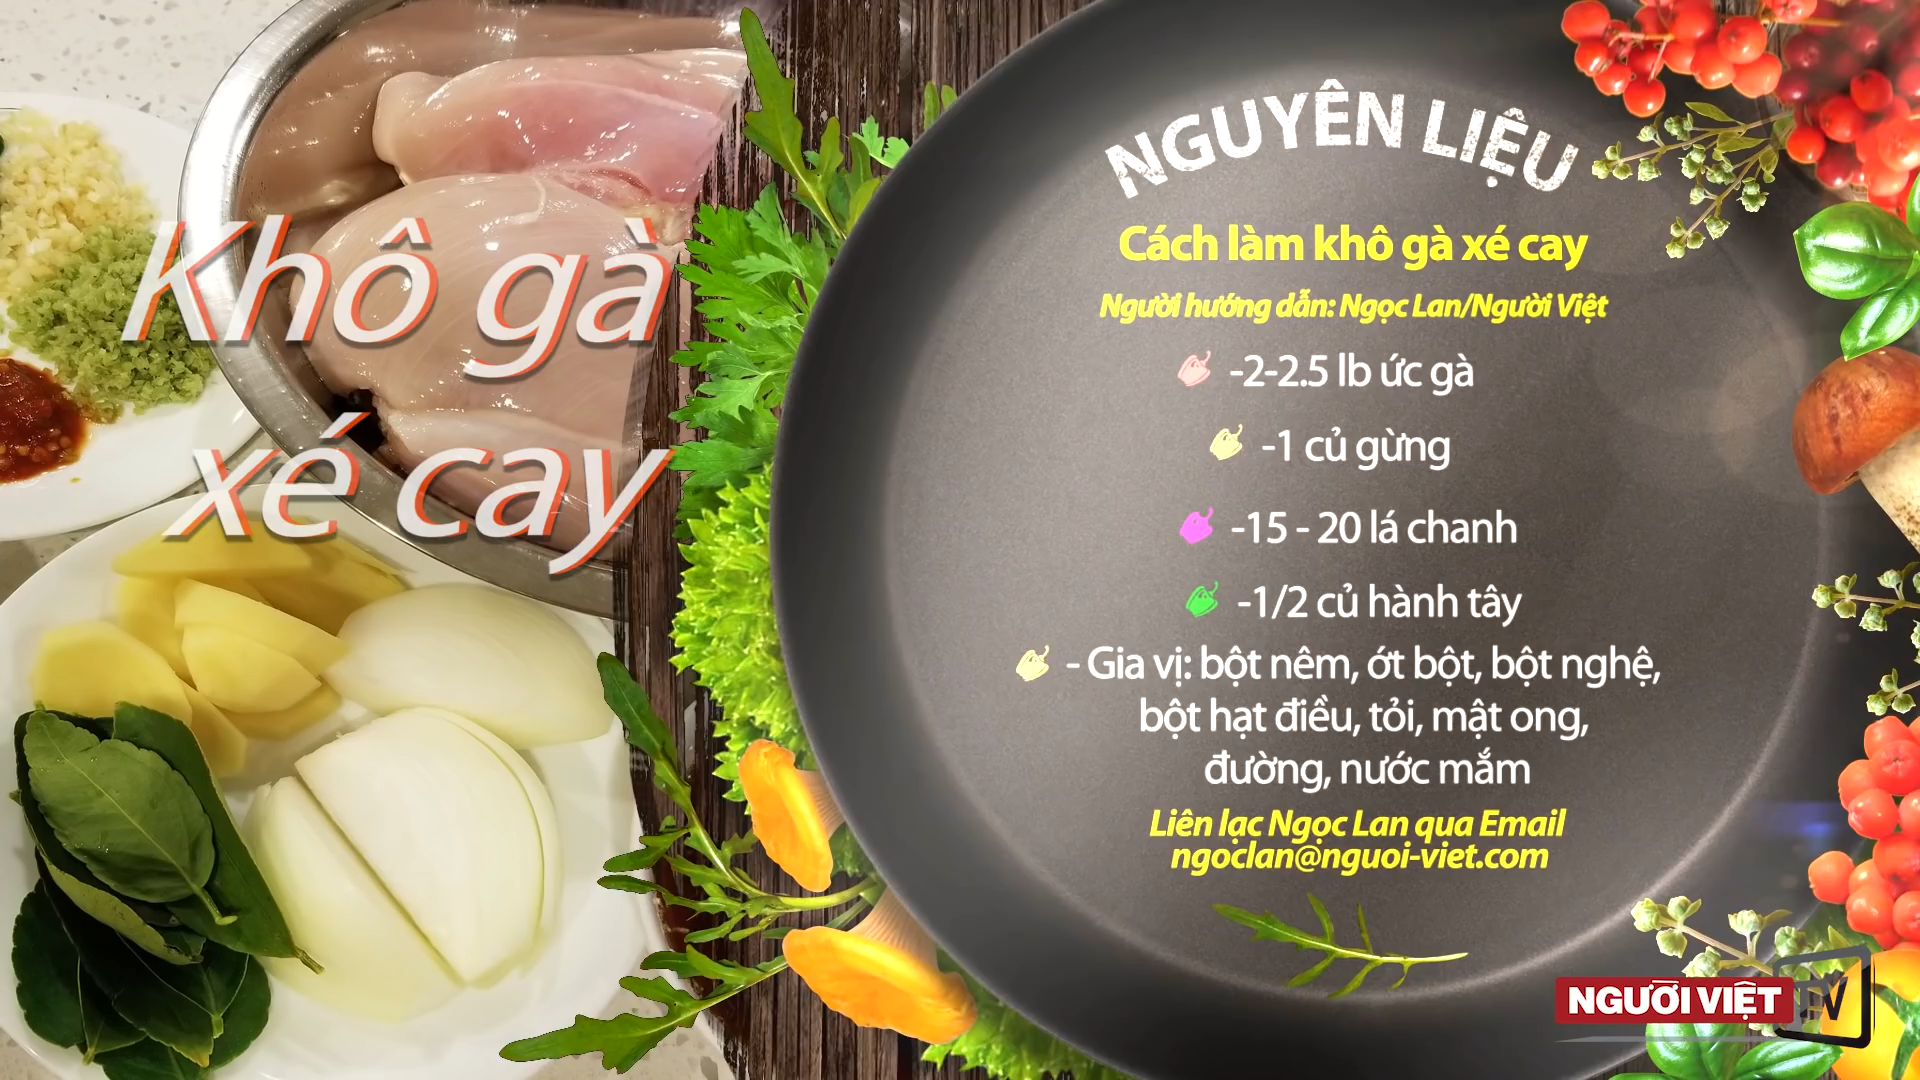 Khô gà
xé cay
NGUYÊN LIỆU
Cách làm khô gà xé cay
Người hướng dẫn: Ngọc Lan/Người Việt
-2-2.5 lb ức gà
-1 củ gừng
-15 - 20 lá chanh
-1/2 củ hành tây
- Gia vị: bột nêm, ớt bột, bột nghệ,
bột hạt điều, tỏi, mật ong,
đường, nước mắm
Liên lạc Ngọc Lan qua Email
ngoclan@nguoi-viet.com
NGƯỜI VIỆT TV